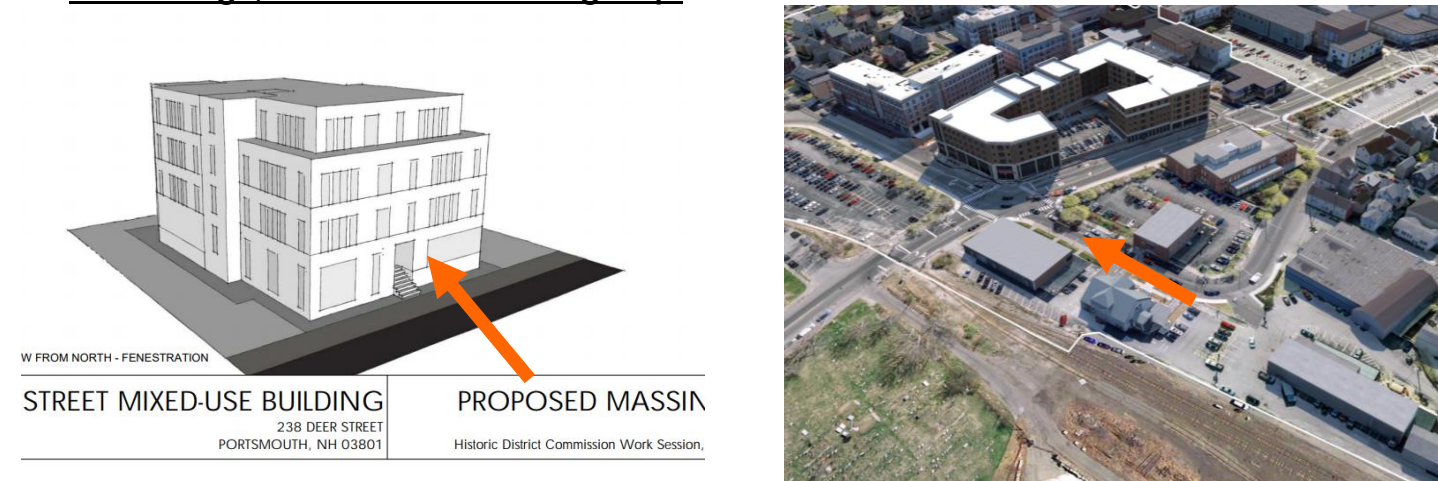 W FROM NORTH - FENESTRATION
STREET MIXED-USE BUILDING
238 DEER STREET
PORTSMOUTH, NH 03801
PROPOSED MASSIN
Historic District Commission Work Session,